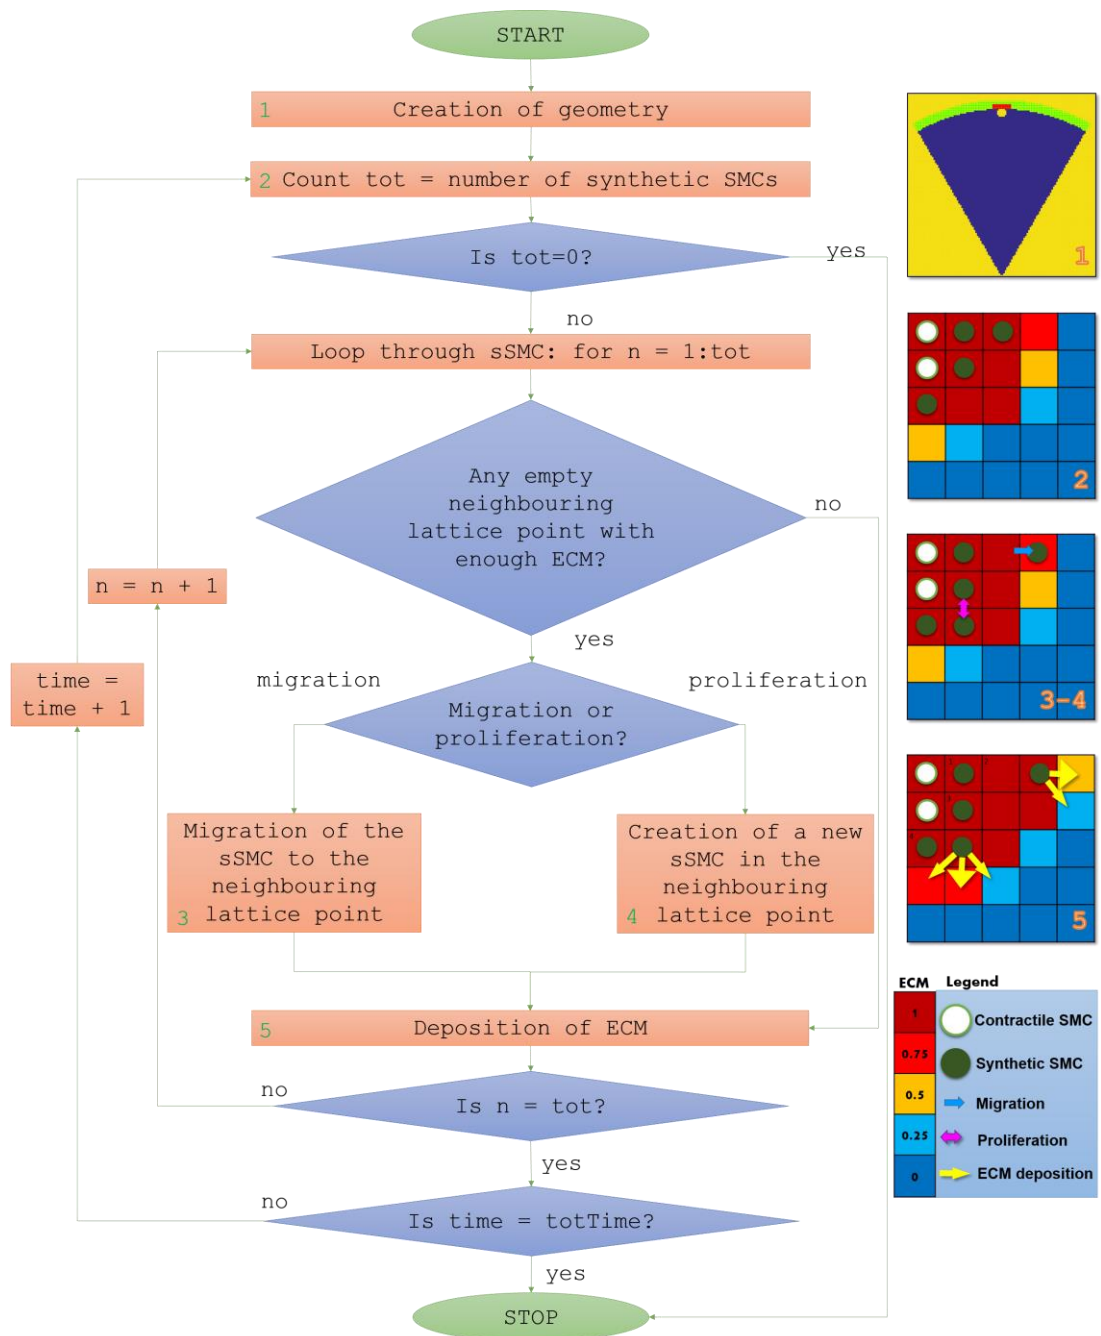 START
1 Creation of geometry
2 Count tot = number of synthetic SMCs
Is tot=0?
yes
no
Loop through sSMC: for n = 1:tot
Any empty
neighbouring
lattice point with
enough ECM?
no
yes
n = n + 1
time =
time + 1
migration
proliferation
Migration or
proliferation?
Migration of the
sSMC to the
neighbouring
3 lattice point
Creation of a new
sSMC in the
neighbouring
4 lattice point
5 Deposition of ECM
no
Is n = tot?
yes
no
Is time = totTime?
yes
STOP
1
2
3-4
5
ECM Legend
1
0.75
0.5
0.25
0
Contractile SMC
Synthetic SMC
Migration
Proliferation
ECM deposition